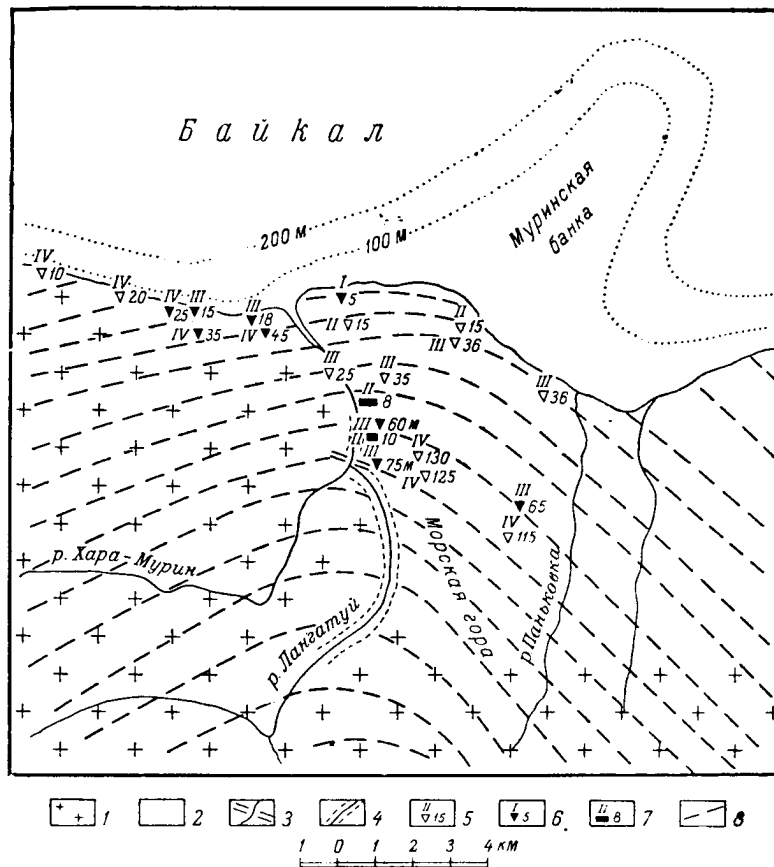 Байкал
200 м
100 м
Муринская
банка
IV
10
IV
20
IV III
25 15
IV 35
III
18
IV 45
I
5
II 15
II
15
III 36
III
25
III
35
III
36
II
8
III 60 м
II 10
IV
130
III
75 м
IV 125
III
65
IV
115
р. Хара-Мурин
р. Лангатуй
Морская гора
р. Паньковка
1 2 3 4 II 15 5 I 5 6 II 8 7 8
1 0 1 2 3 4 км